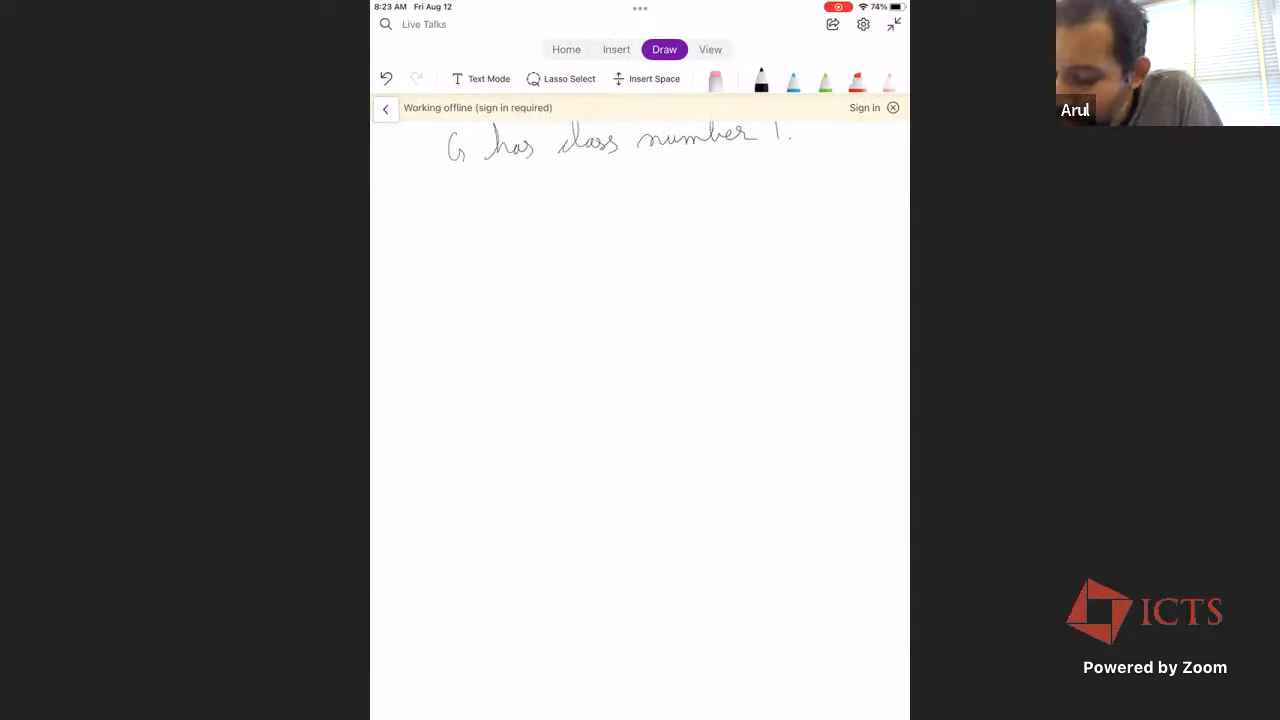 8:23 AM Fri Aug 12
74%
Live Talks
Home Insert Draw View
Text Mode Lasso Select Insert Space
Working offline (sign in required) Sign in
G has class number 1.
Arul
ICTS
Powered by Zoom